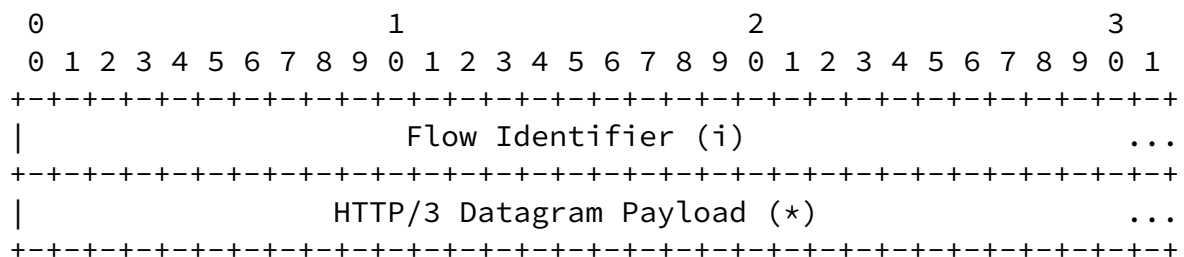 0                   1                   2                   3
0 1 2 3 4 5 6 7 8 9 0 1 2 3 4 5 6 7 8 9 0 1 2 3 4 5 6 7 8 9 0 1
+-+-+-+-+-+-+-+-+-+-+-+-+-+-+-+-+-+-+-+-+-+-+-+-+-+-+-+-+-+-+-+-+
|                     Flow Identifier (i)                     ...
+-+-+-+-+-+-+-+-+-+-+-+-+-+-+-+-+-+-+-+-+-+-+-+-+-+-+-+-+-+-+-+-+
|                 HTTP/3 Datagram Payload (*)                 ...
+-+-+-+-+-+-+-+-+-+-+-+-+-+-+-+-+-+-+-+-+-+-+-+-+-+-+-+-+-+-+-+-+